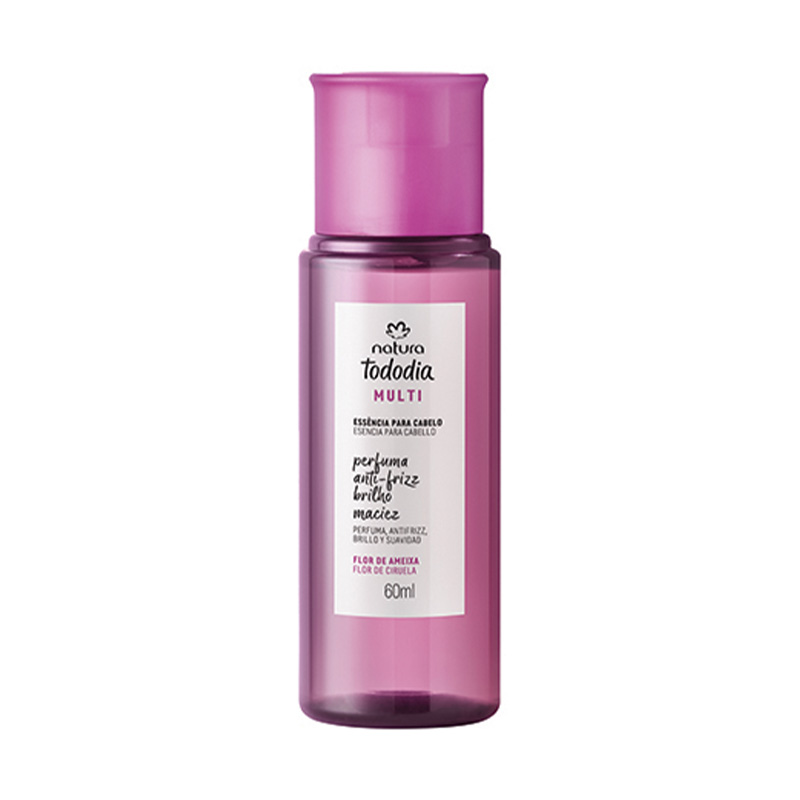 natura
Tododia
MULTI
ESSÊNCIA PARA CABELO
ESENCIA PARA CABELLO
perfuma
anti-frizz
brilho
maciez
PERFUMA, ANTIFRIZZ,
BRILLO Y SUAVIDAD
FLOR DE AMEIXA
FLOR DE CIRUELA
60ml